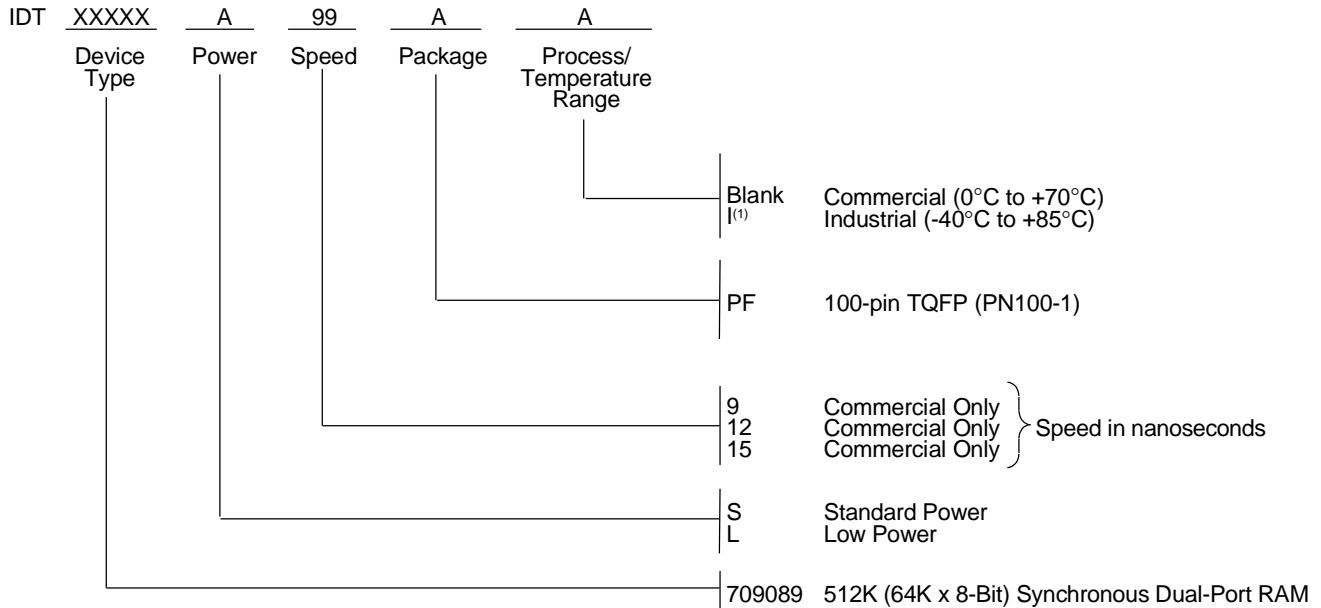 IDT XXXXX A 99 A A
Device Type Power Speed Package Process/ Temperature Range
Blank Commercial (0°C to +70°C)
I(1) Industrial (-40°C to +85°C)
PF 100-pin TQFP (PN100-1)
9 Commercial Only
12 Commercial Only Speed in nanoseconds
15 Commercial Only
S Standard Power
L Low Power
709089 512K (64K x 8-Bit) Synchronous Dual-Port RAM